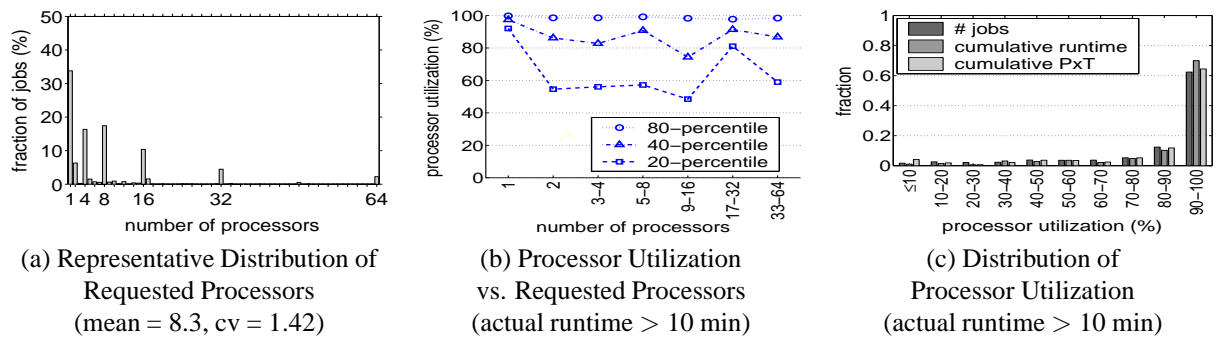 50
40
30
20
10
0
1 4 8 16 32 64
fraction of jobs (%)
number of processors
(a) Representative Distribution of
Requested Processors
(mean = 8.3, cv = 1.42)
100
80
60
40
20
0
processor utilization (%)
80−percentile
40−percentile
20−percentile
1 2 3−4 5−8 9−16 17−32 33−64
number of processors
(b) Processor Utilization
vs. Requested Processors
(actual runtime > 10 min)
1
0.8
0.6
0.4
0.2
0
fraction
# jobs
cumulative runtime
cumulative PxT
≤10 10−20 20−30 30−40 40−50 50−60 60−70 70−80 80−90 90−100
processor utilization (%)
(c) Distribution of
Processor Utilization
(actual runtime > 10 min)